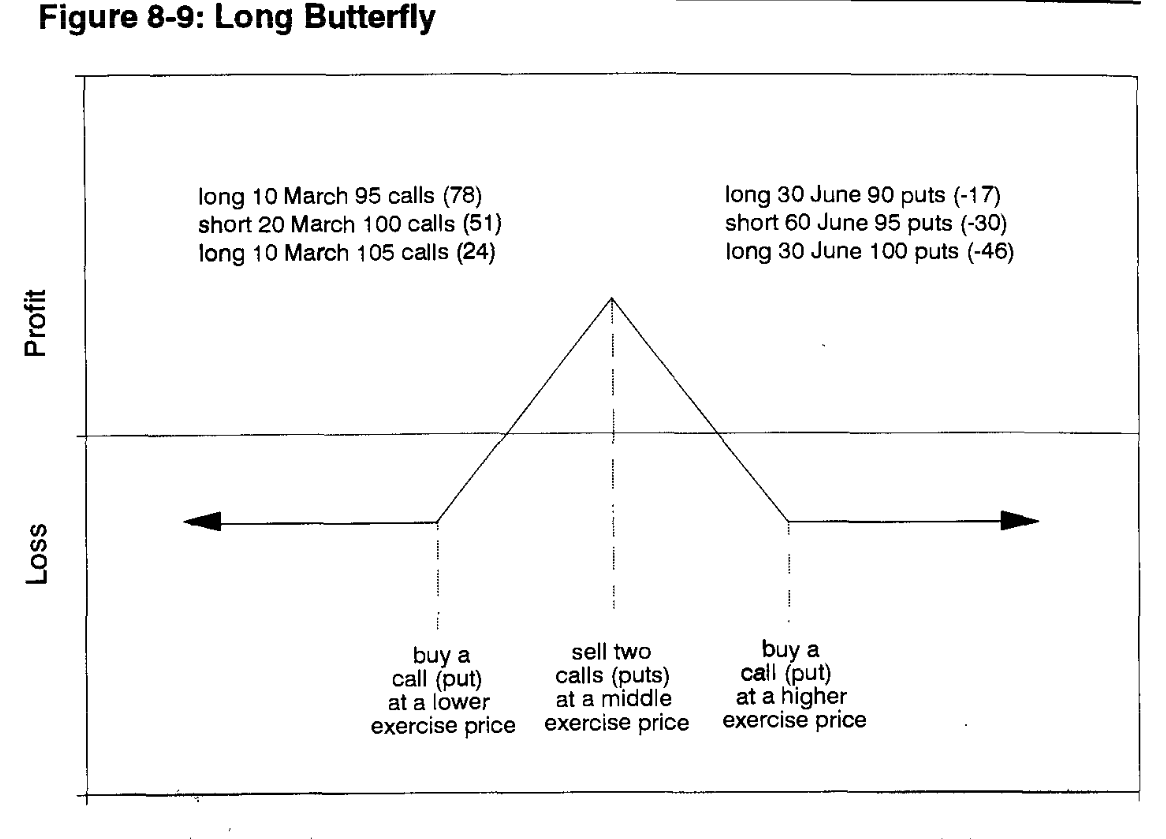 Figure 8-9: Long Butterfly
long 10 March 95 calls (78)
short 20 March 100 calls (51)
long 10 March 105 calls (24)
long 30 June 90 puts (-17)
short 60 June 95 puts (-30)
long 30 June 100 puts (-46)
Profit
Loss
buy a
call (put)
at a lower
exercise price
sell two
calls (puts)
at a middle
exercise price
buy a
call (put)
at a higher
exercise price